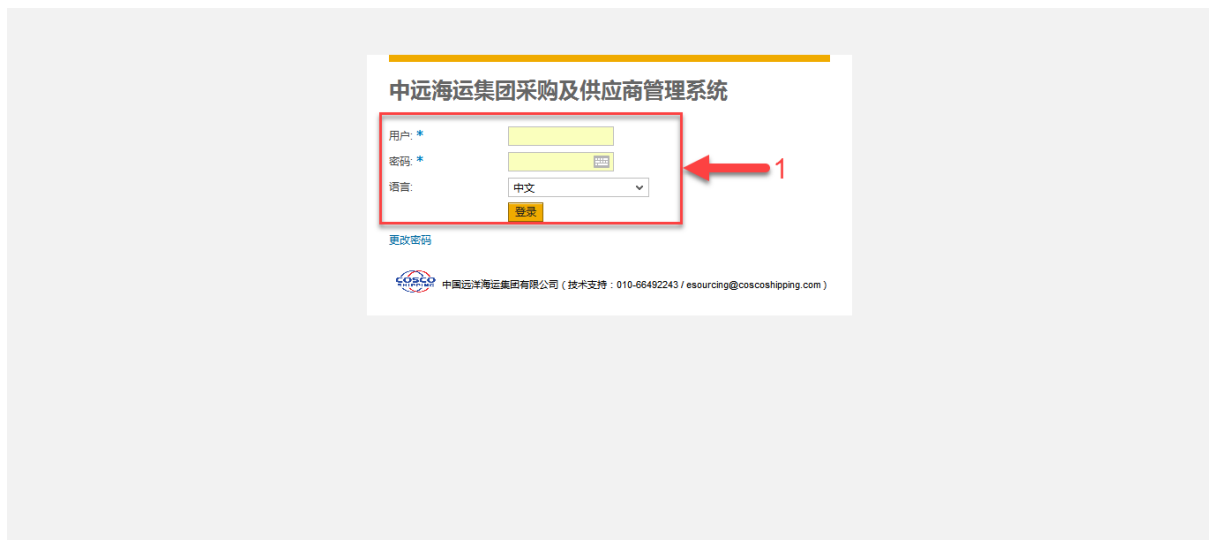 中远海运集团采购及供应商管理系统
用户: *
密码: *
语言: 中文
登录
1
更改密码
COSCO
SHIPPING
中国远洋海运集团有限公司 ( 技术支持 : 010-66492243 / esourcing@coscoshipping.com )